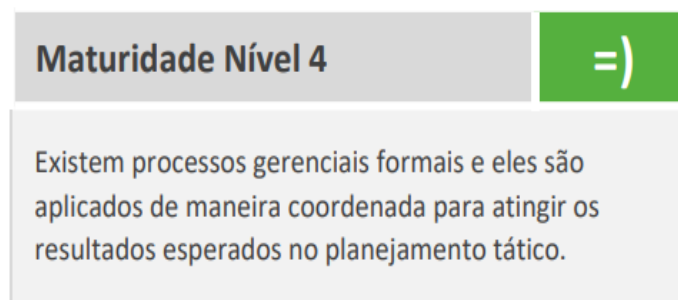 Maturidade Nível 4
=)
Existem processos gerenciais formais e eles são
aplicados de maneira coordenada para atingir os
resultados esperados no planejamento tático.